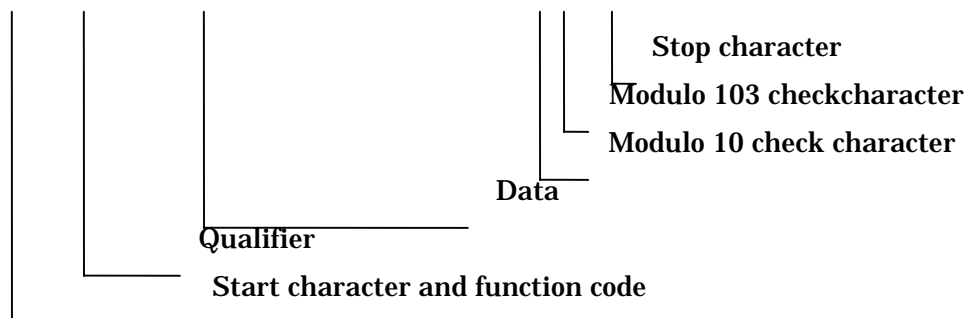 Stop character
Modulo 103 checkcharacter
Modulo 10 check character
Data
Qualifier
Start character and function code